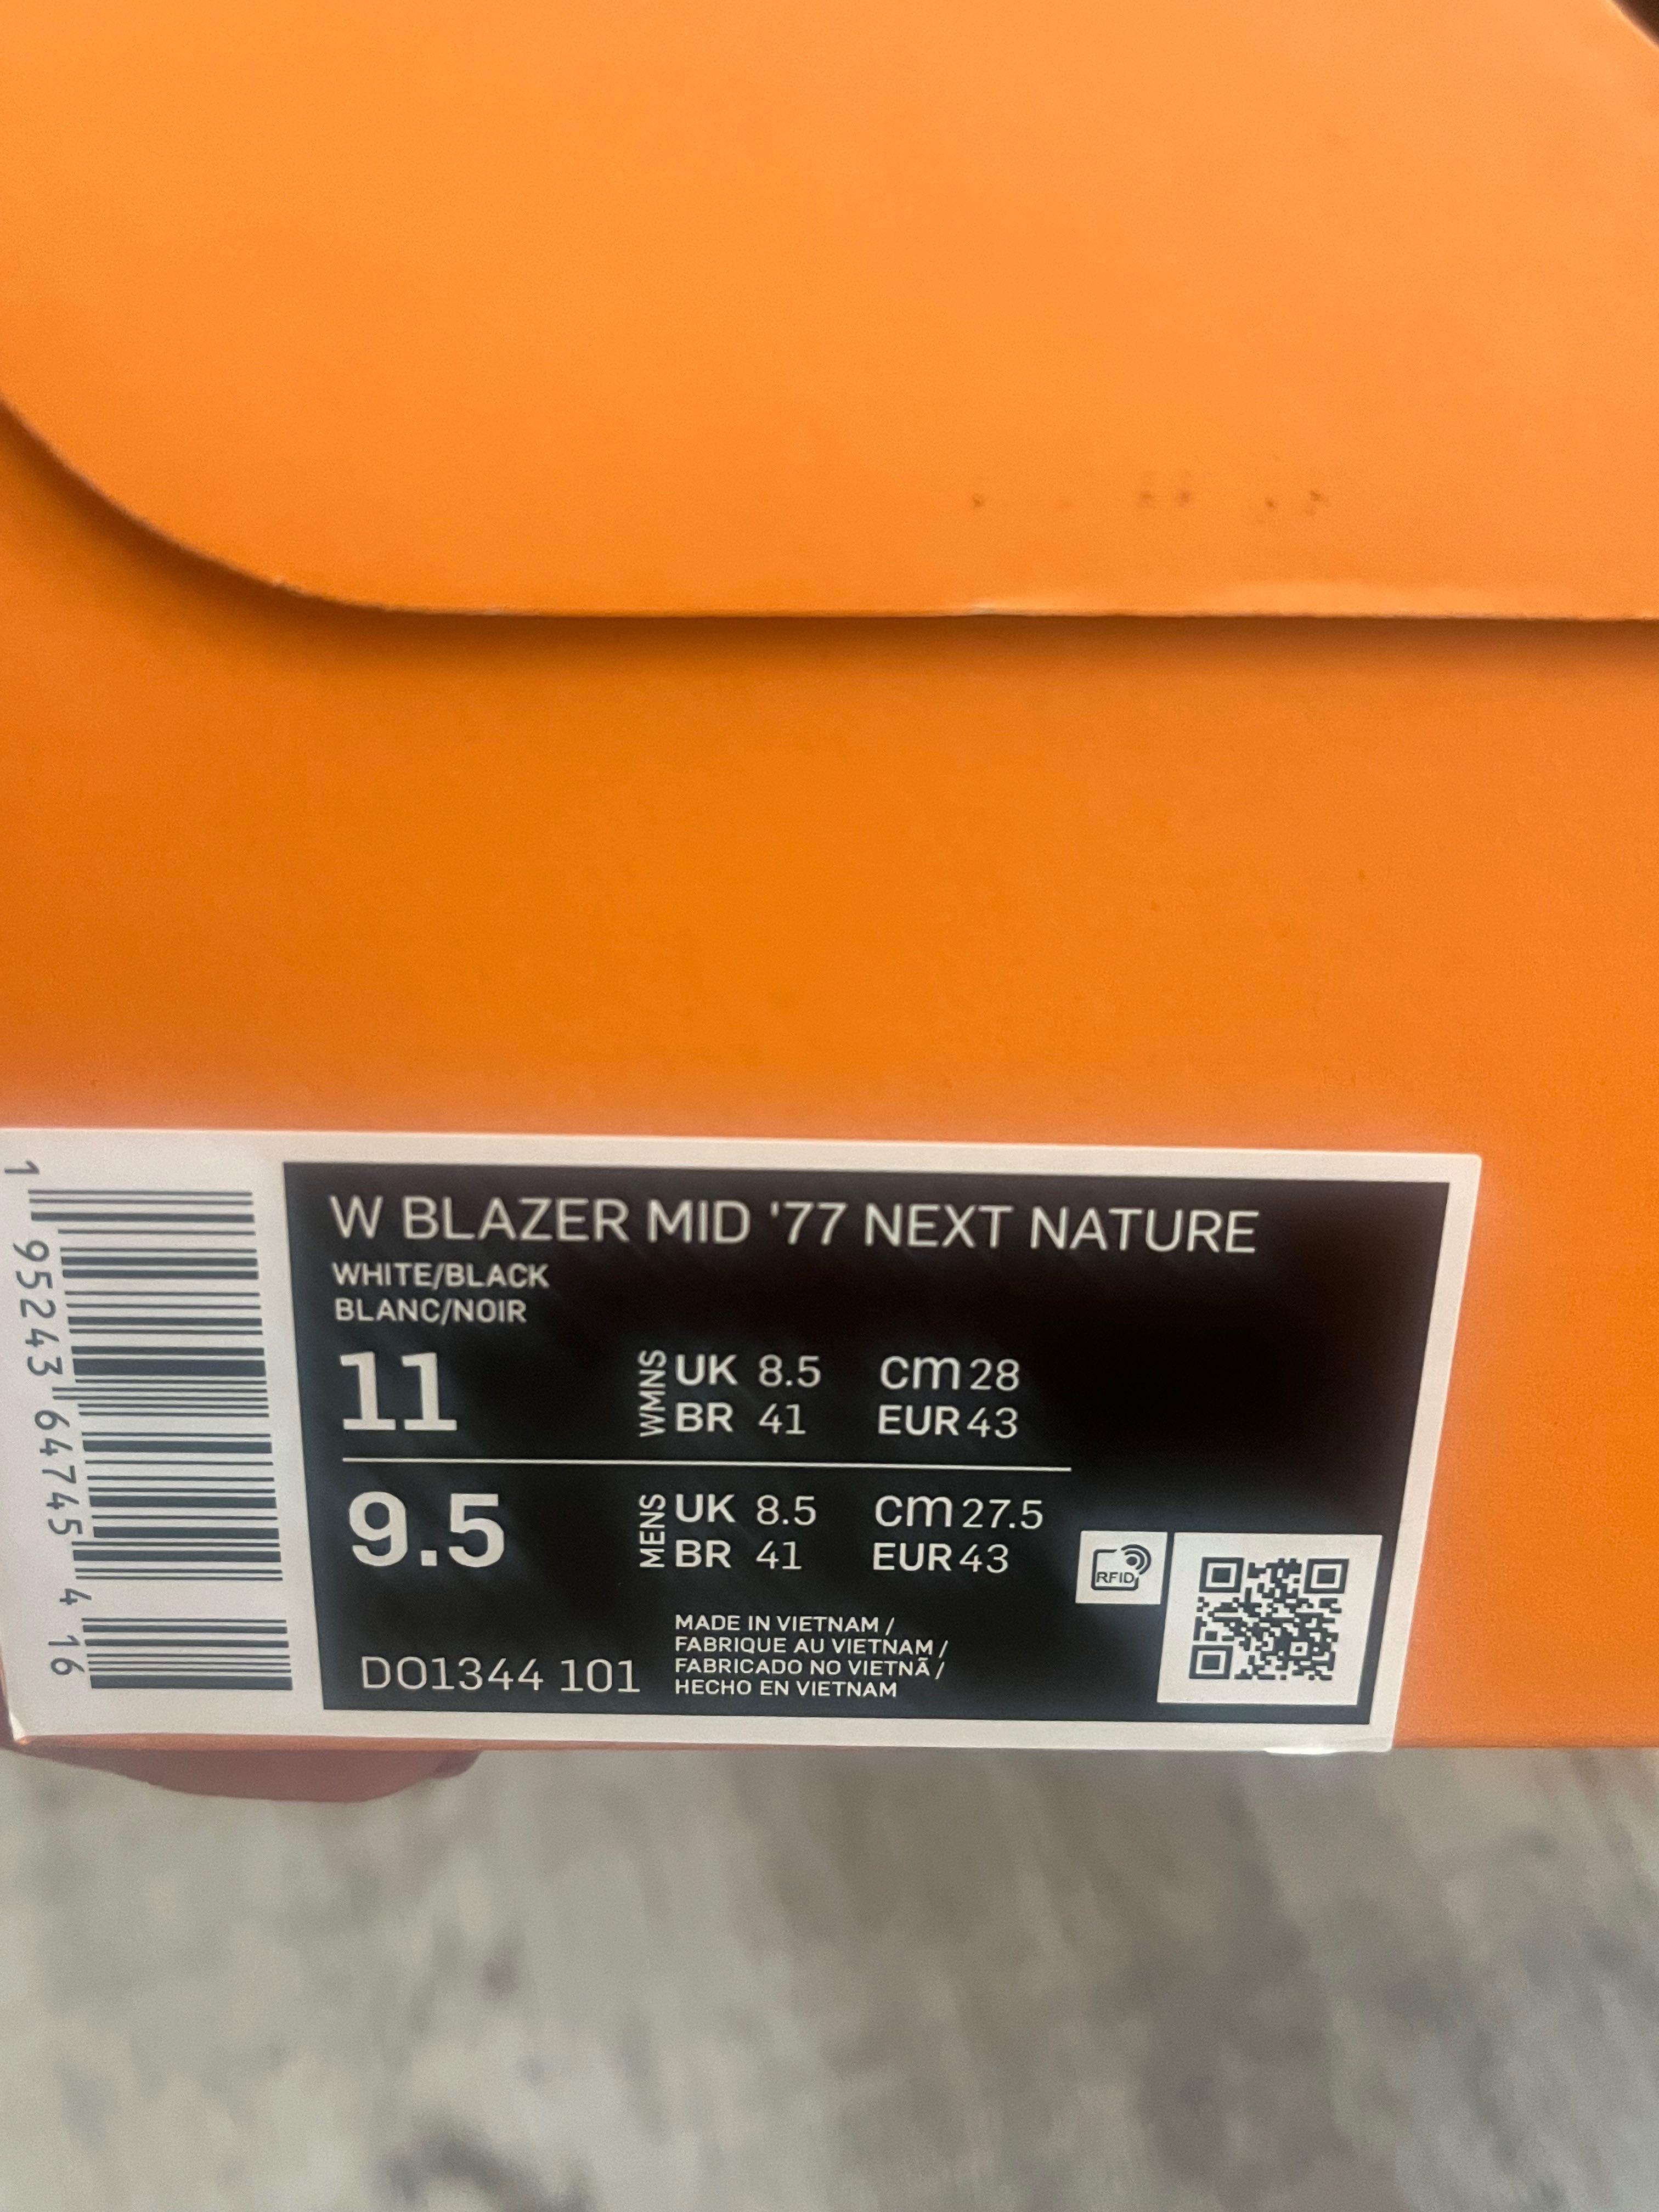 W BLAZER MID '77 NEXT NATURE
WHITE/BLACK
BLANC/NOIR
11 WMNS UK 8.5 cm 28
BR 41 EUR 43
9.5 MENS UK 8.5 cm 27.5
BR 41 EUR 43
RFID
DO1344 101
MADE IN VIETNAM /
FABRIQUE AU VIETNAM /
FABRICADO NO VIETNÃ /
HECHO EN VIETNAM
1 95243 64745 4 16